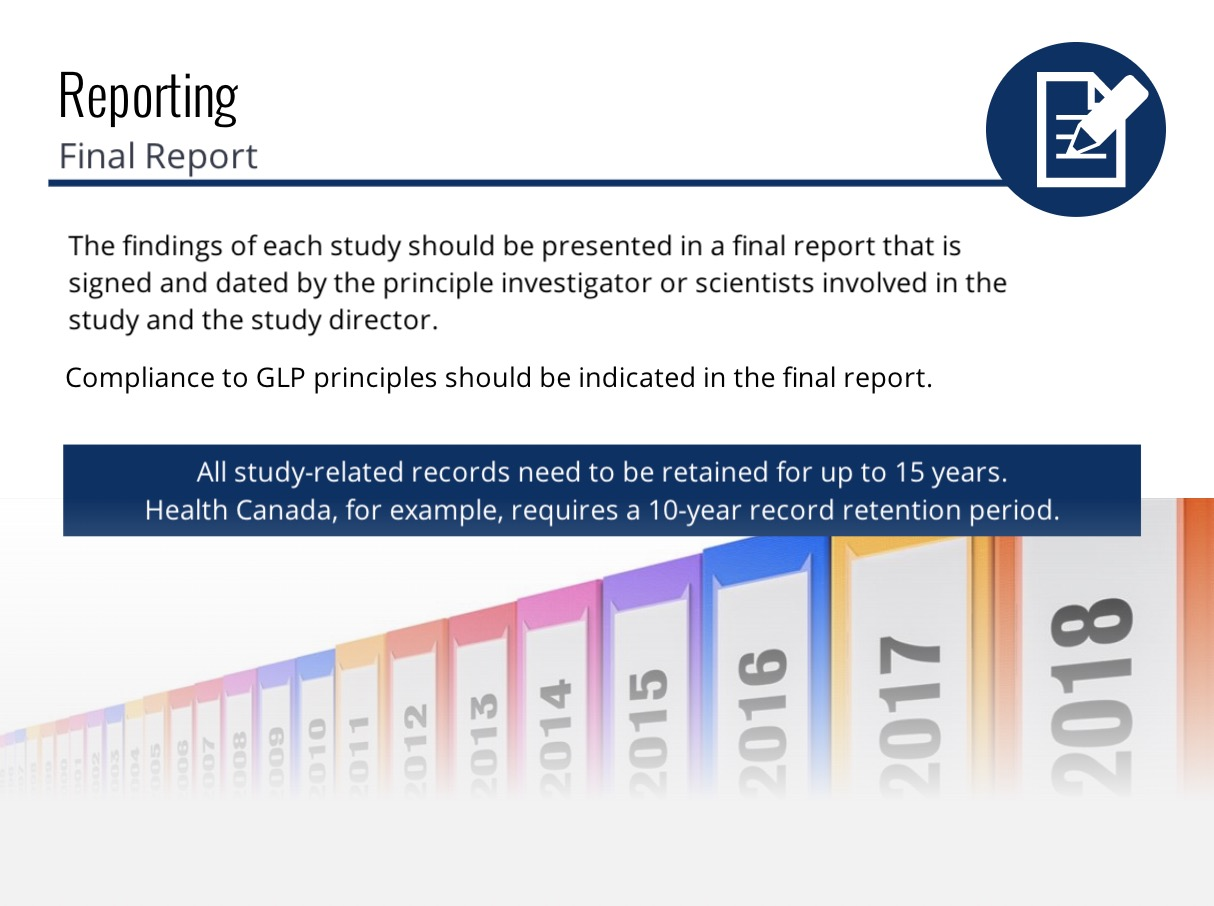 Reporting
Final Report
The findings of each study should be presented in a final report that is
signed and dated by the principle investigator or scientists involved in the
study and the study director.
Compliance to GLP principles should be indicated in the final report.
All study-related records need to be retained for up to 15 years.
Health Canada, for example, requires a 10-year record retention period.
2002
2003
2004
2005
2006
2007
2008
2009
2010
2011
2012
2013
2014
2015
2016
2017
2018